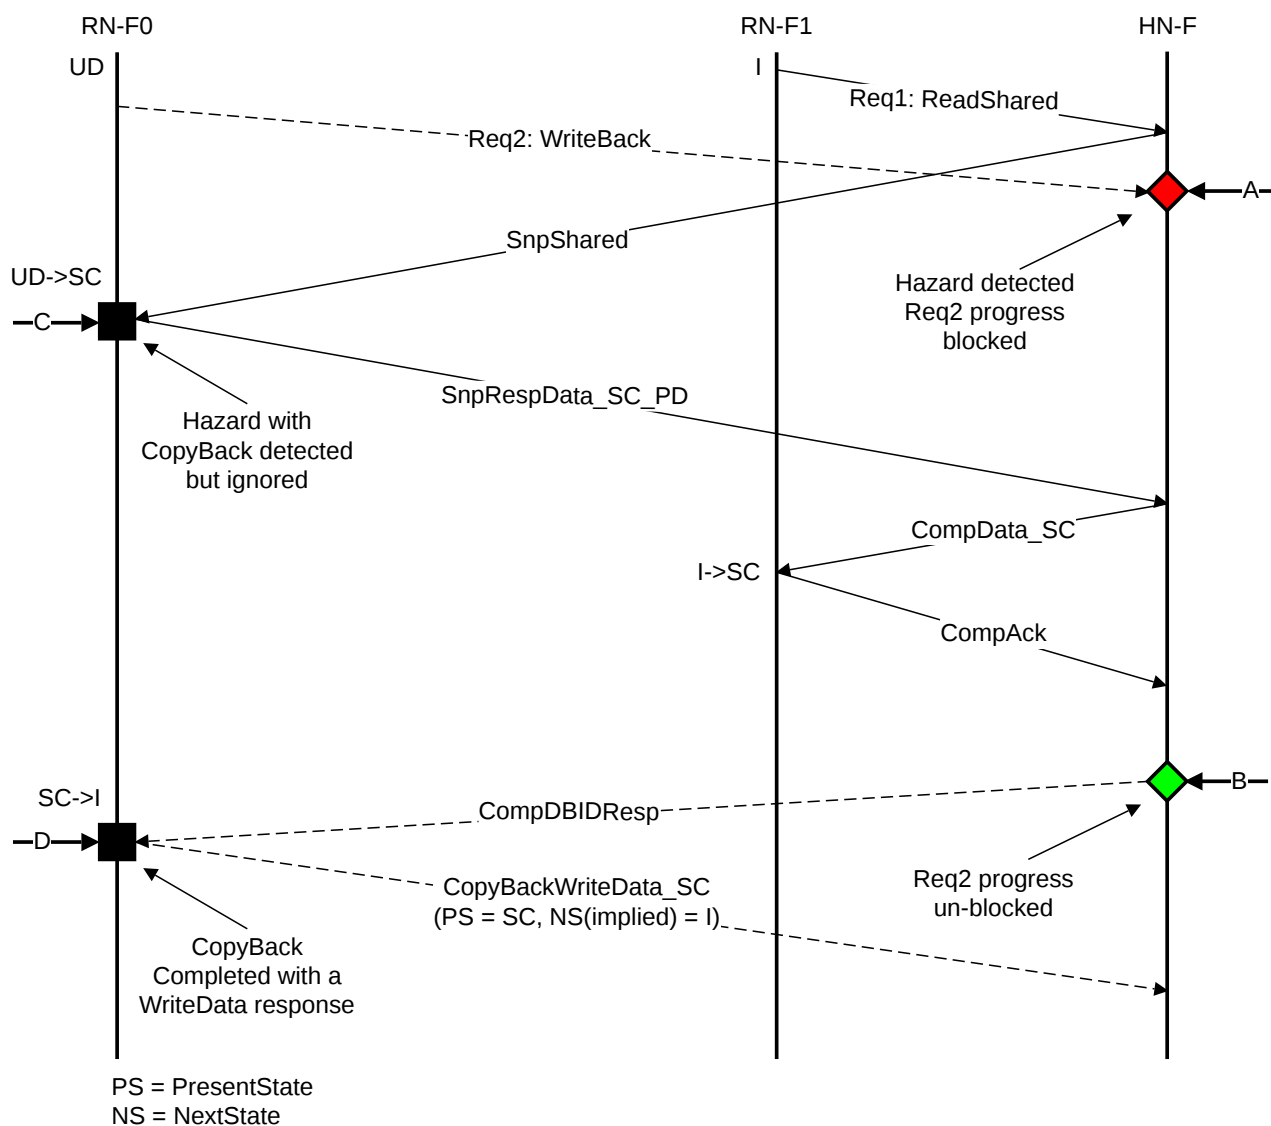 RN-F0
RN-F1
HN-F
UD
I
Req1: ReadShared
Req2: WriteBack
A
SnpShared
UD->SC
Hazard detected
Req2 progress
blocked
C
SnpRespData_SC_PD
Hazard with
CopyBack detected
but ignored
CompData_SC
I->SC
CompAck
B
SC->I
CompDBIDResp
D
CopyBackWriteData_SC
(PS = SC, NS(implied) = I)
Req2 progress
un-blocked
CopyBack
Completed with a
WriteData response
PS = PresentState
NS = NextState